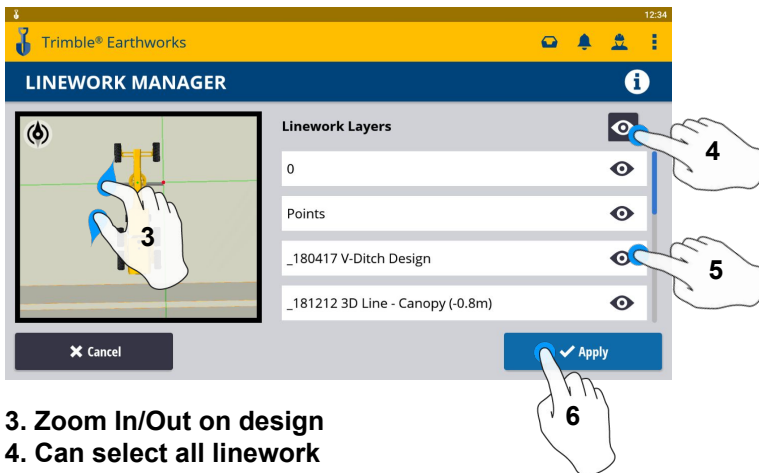 12:34
Trimble® Earthworks
LINEWORK MANAGER
Linework Layers
4
0
Points
3
_180417 V-Ditch Design
5
_181212 3D Line - Canopy (-0.8m)
Cancel
Apply
6
3. Zoom In/Out on design
4. Can select all linework